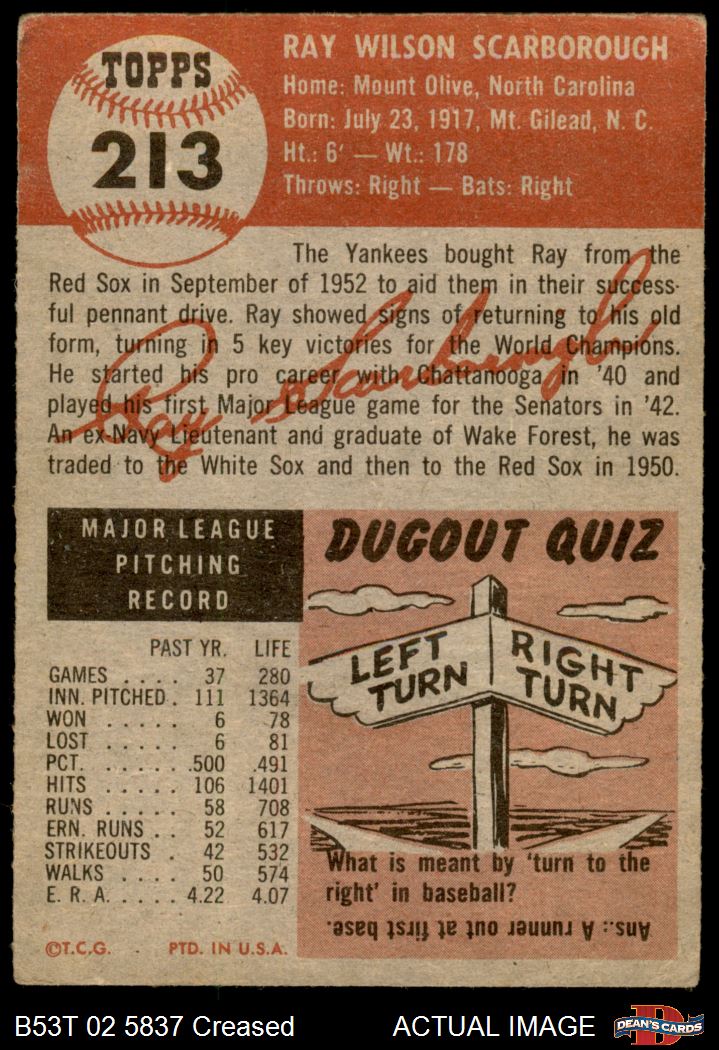 TOPPS
213
RAY WILSON SCARBOROUGH
Home: Mount Olive, North Carolina
Born: July 23, 1917, Mt. Gilead, N. C.
Ht.: 6' — Wt.: 178
Throws: Right — Bats: Right
The Yankees bought Ray from the
Red Sox in September of 1952 to aid them in their success-
ful pennant drive. Ray showed signs of returning to his old
form, turning in 5 key victories for the World Champions.
He started his pro career with Chattanooga in '40 and
played his first Major League game for the Senators in '42.
An ex-Navy Lieutenant and graduate of Wake Forest, he was
traded to the White Sox and then to the Red Sox in 1950.
Ray Scarborough
MAJOR LEAGUE
PITCHING
RECORD
PAST YR. LIFE
GAMES . . . . 37 280
INN. PITCHED . 111 1364
WON . . . . . 6 78
LOST . . . . . 6 81
PCT. . . . . . .500 .491
HITS . . . . . 106 1401
RUNS . . . . . 58 708
ERN. RUNS . . 52 617
STRIKEOUTS . 42 532
WALKS . . . . 50 574
E. R. A. . . . . 4.22 4.07
©T.C.G. PTD. IN U.S.A.
DUGOUT QUIZ
LEFT
TURN
RIGHT
TURN
What is meant by 'turn to the
right' in baseball?
Ans.: A runner out at first base.
B53T 02 5837 Creased
ACTUAL IMAGE
D
DEAN'S CARDS